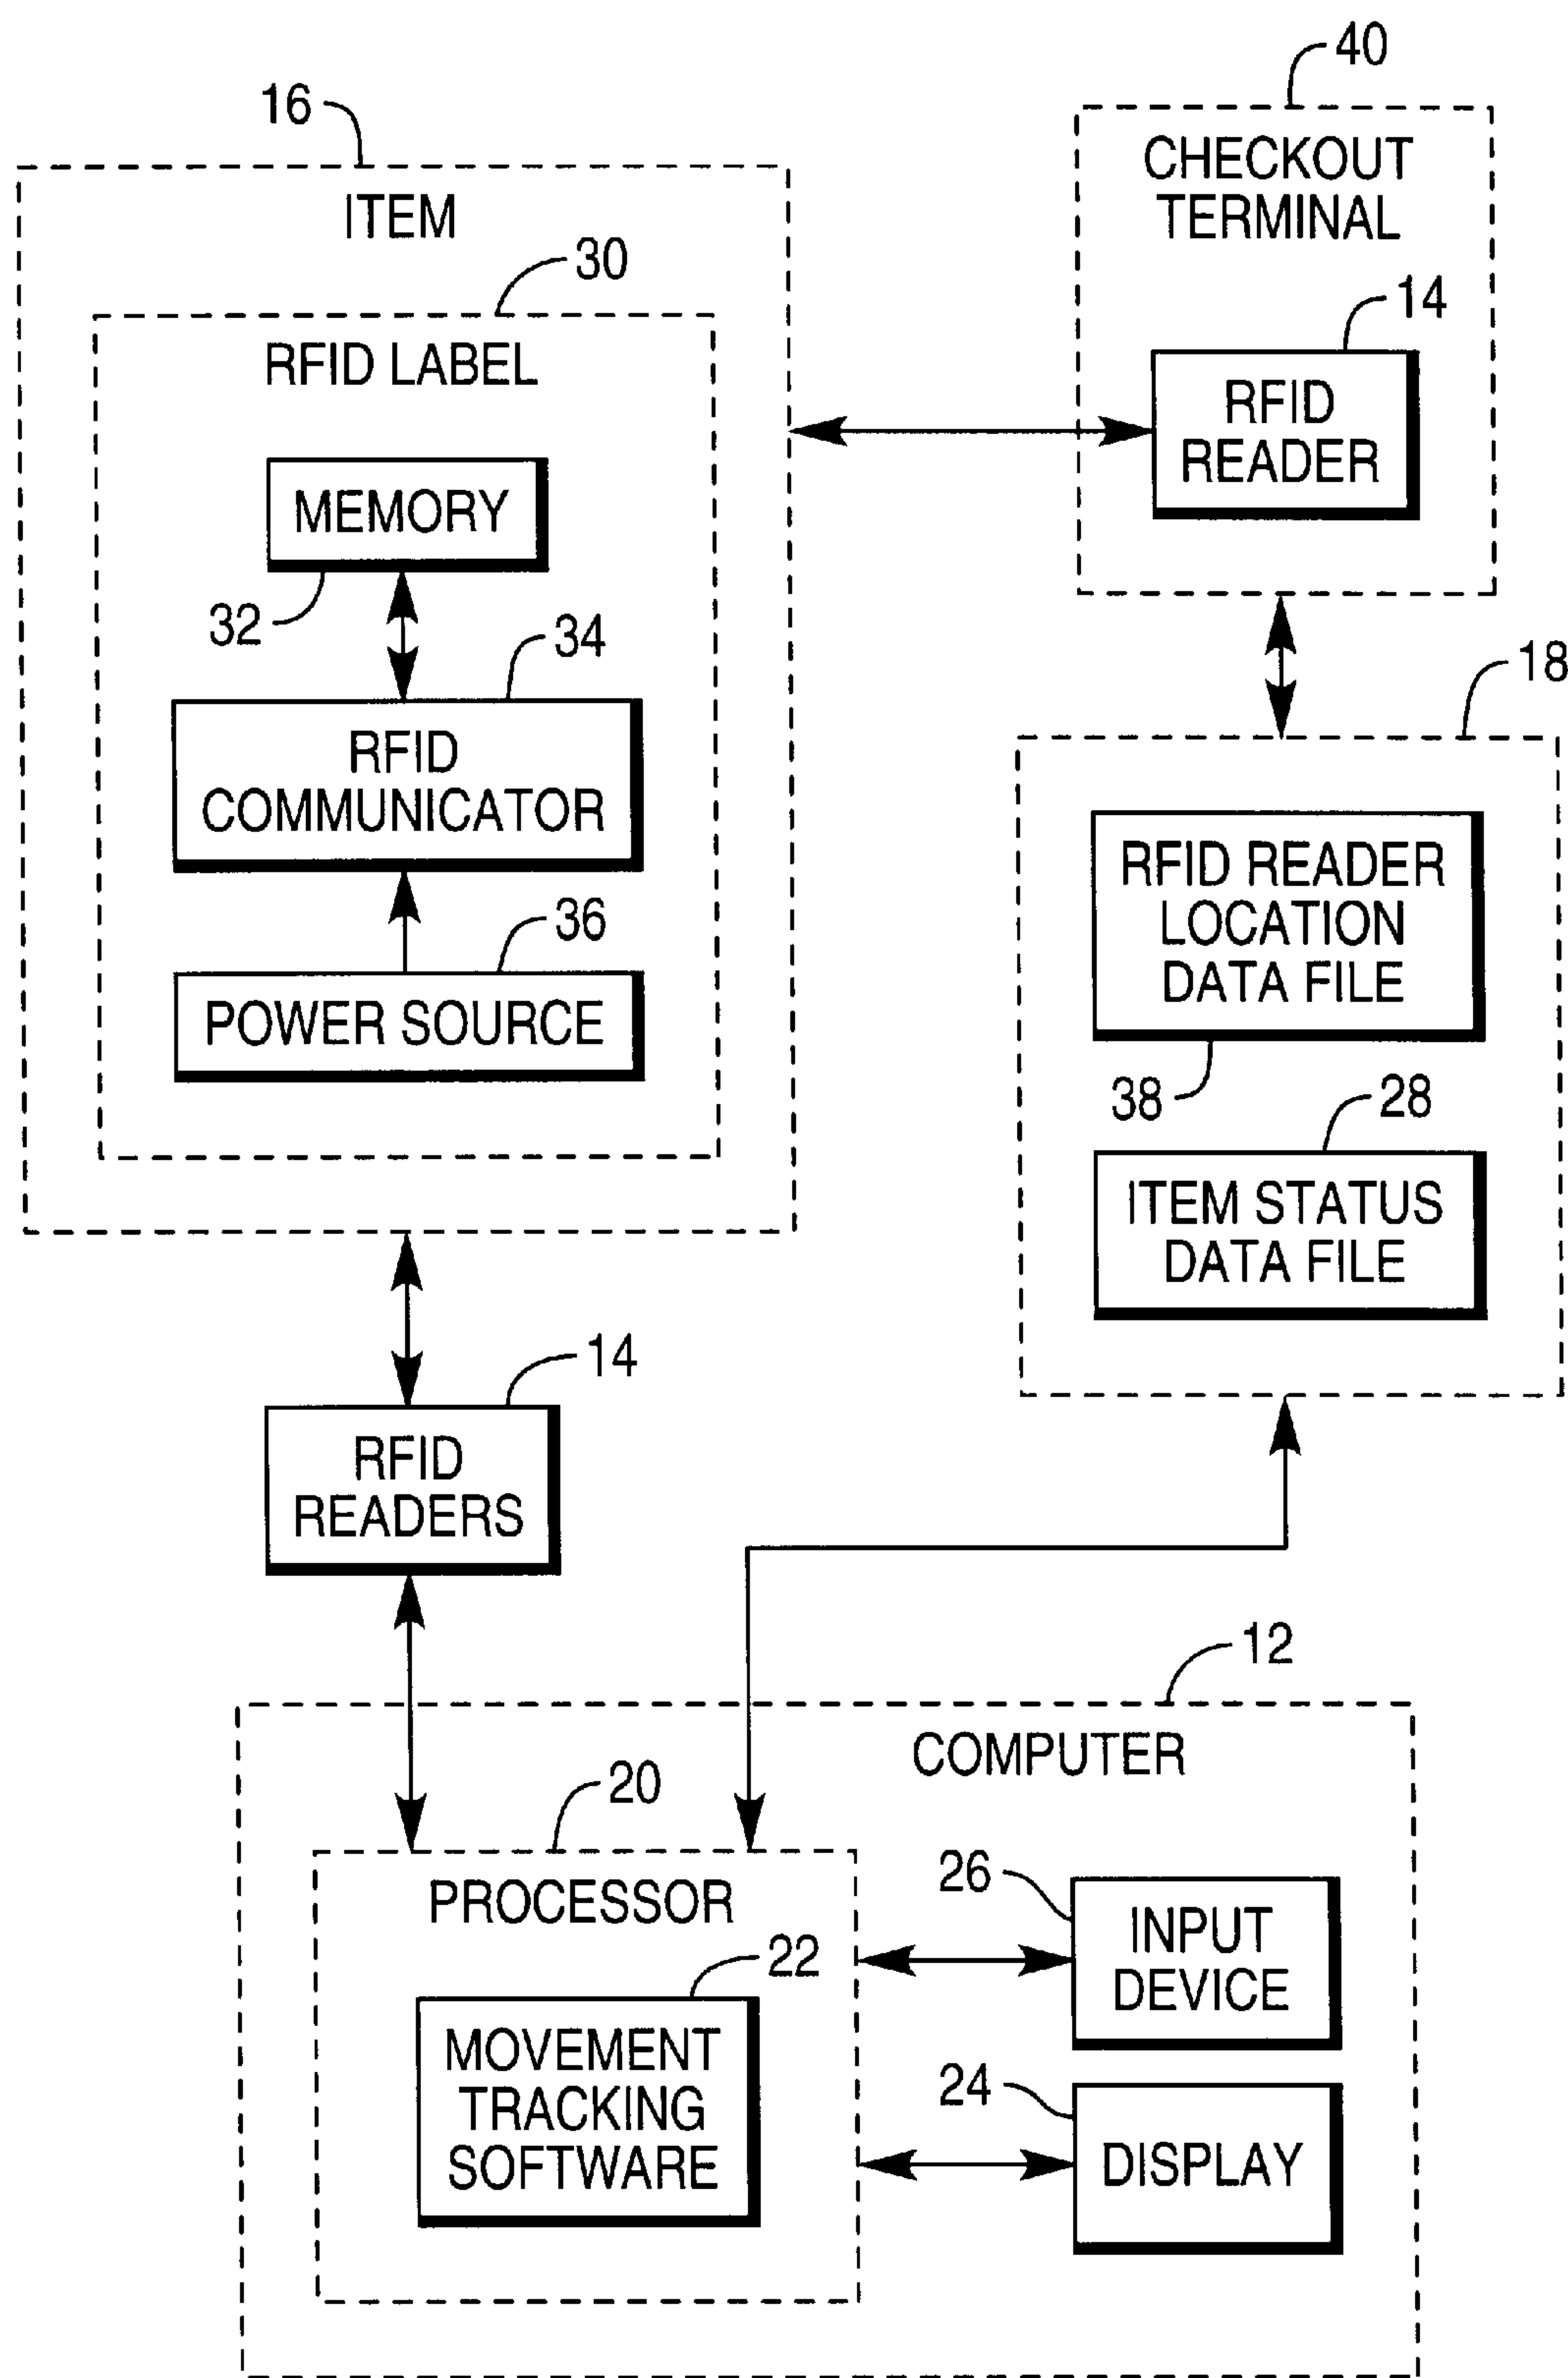 40
16
CHECKOUT
TERMINAL
ITEM
30
14
RFID LABEL
RFID
READER
MEMORY
32
34
18
RFID
COMMUNICATOR
RFID READER
LOCATION
DATA FILE
36
POWER SOURCE
38
28
ITEM STATUS
DATA FILE
14
RFID
READERS
12
COMPUTER
20
PROCESSOR
26
INPUT
DEVICE
22
MOVEMENT
TRACKING
SOFTWARE
24
DISPLAY